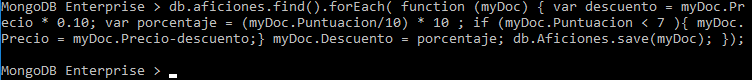 MongoDB Enterprise > db.aficiones.find().forEach( function (myDoc) { var descuento = myDoc.Pr
ecio * 0.10; var porcentaje = (myDoc.Puntuacion/10) * 10 ; if (myDoc.Puntuacion < 7 ){ myDoc.
Precio = myDoc.Precio-descuento;} myDoc.Descuento = porcentaje; db.Aficiones.save(myDoc); });
MongoDB Enterprise >